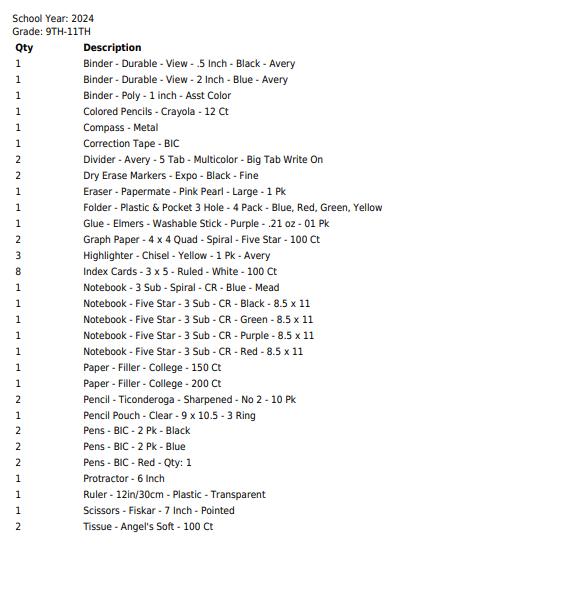 School Year: 2024
Grade: 9TH-11TH
Qty Description
1 Binder - Durable - View - .5 Inch - Black - Avery
1 Binder - Durable - View - 2 Inch - Blue - Avery
1 Binder - Poly - 1 inch - Asst Color
1 Colored Pencils - Crayola - 12 Ct
1 Compass - Metal
1 Correction Tape - BIC
2 Divider - Avery - 5 Tab - Multicolor - Big Tab Write On
2 Dry Erase Markers - Expo - Black - Fine
1 Eraser - Papermate - Pink Pearl - Large - 1 Pk
1 Folder - Plastic & Pocket 3 Hole - 4 Pack - Blue, Red, Green, Yellow
1 Glue - Elmers - Washable Stick - Purple - .21 oz - 01 Pk
2 Graph Paper - 4 x 4 Quad - Spiral - Five Star - 100 Ct
3 Highlighter - Chisel - Yellow - 1 Pk - Avery
8 Index Cards - 3 x 5 - Ruled - White - 100 Ct
1 Notebook - 3 Sub - Spiral - CR - Blue - Mead
1 Notebook - Five Star - 3 Sub - CR - Black - 8.5 x 11
1 Notebook - Five Star - 3 Sub - CR - Green - 8.5 x 11
1 Notebook - Five Star - 3 Sub - CR - Purple - 8.5 x 11
1 Notebook - Five Star - 3 Sub - CR - Red - 8.5 x 11
1 Paper - Filler - College - 150 Ct
1 Paper - Filler - College - 200 Ct
2 Pencil - Ticonderoga - Sharpened - No 2 - 10 Pk
1 Pencil Pouch - Clear - 9 x 10.5 - 3 Ring
2 Pens - BIC - 2 Pk - Black
2 Pens - BIC - 2 Pk - Blue
2 Pens - BIC - Red - Qty: 1
1 Protractor - 6 Inch
1 Ruler - 12in/30cm - Plastic - Transparent
1 Scissors - Fiskar - 7 Inch - Pointed
2 Tissue - Angel's Soft - 100 Ct